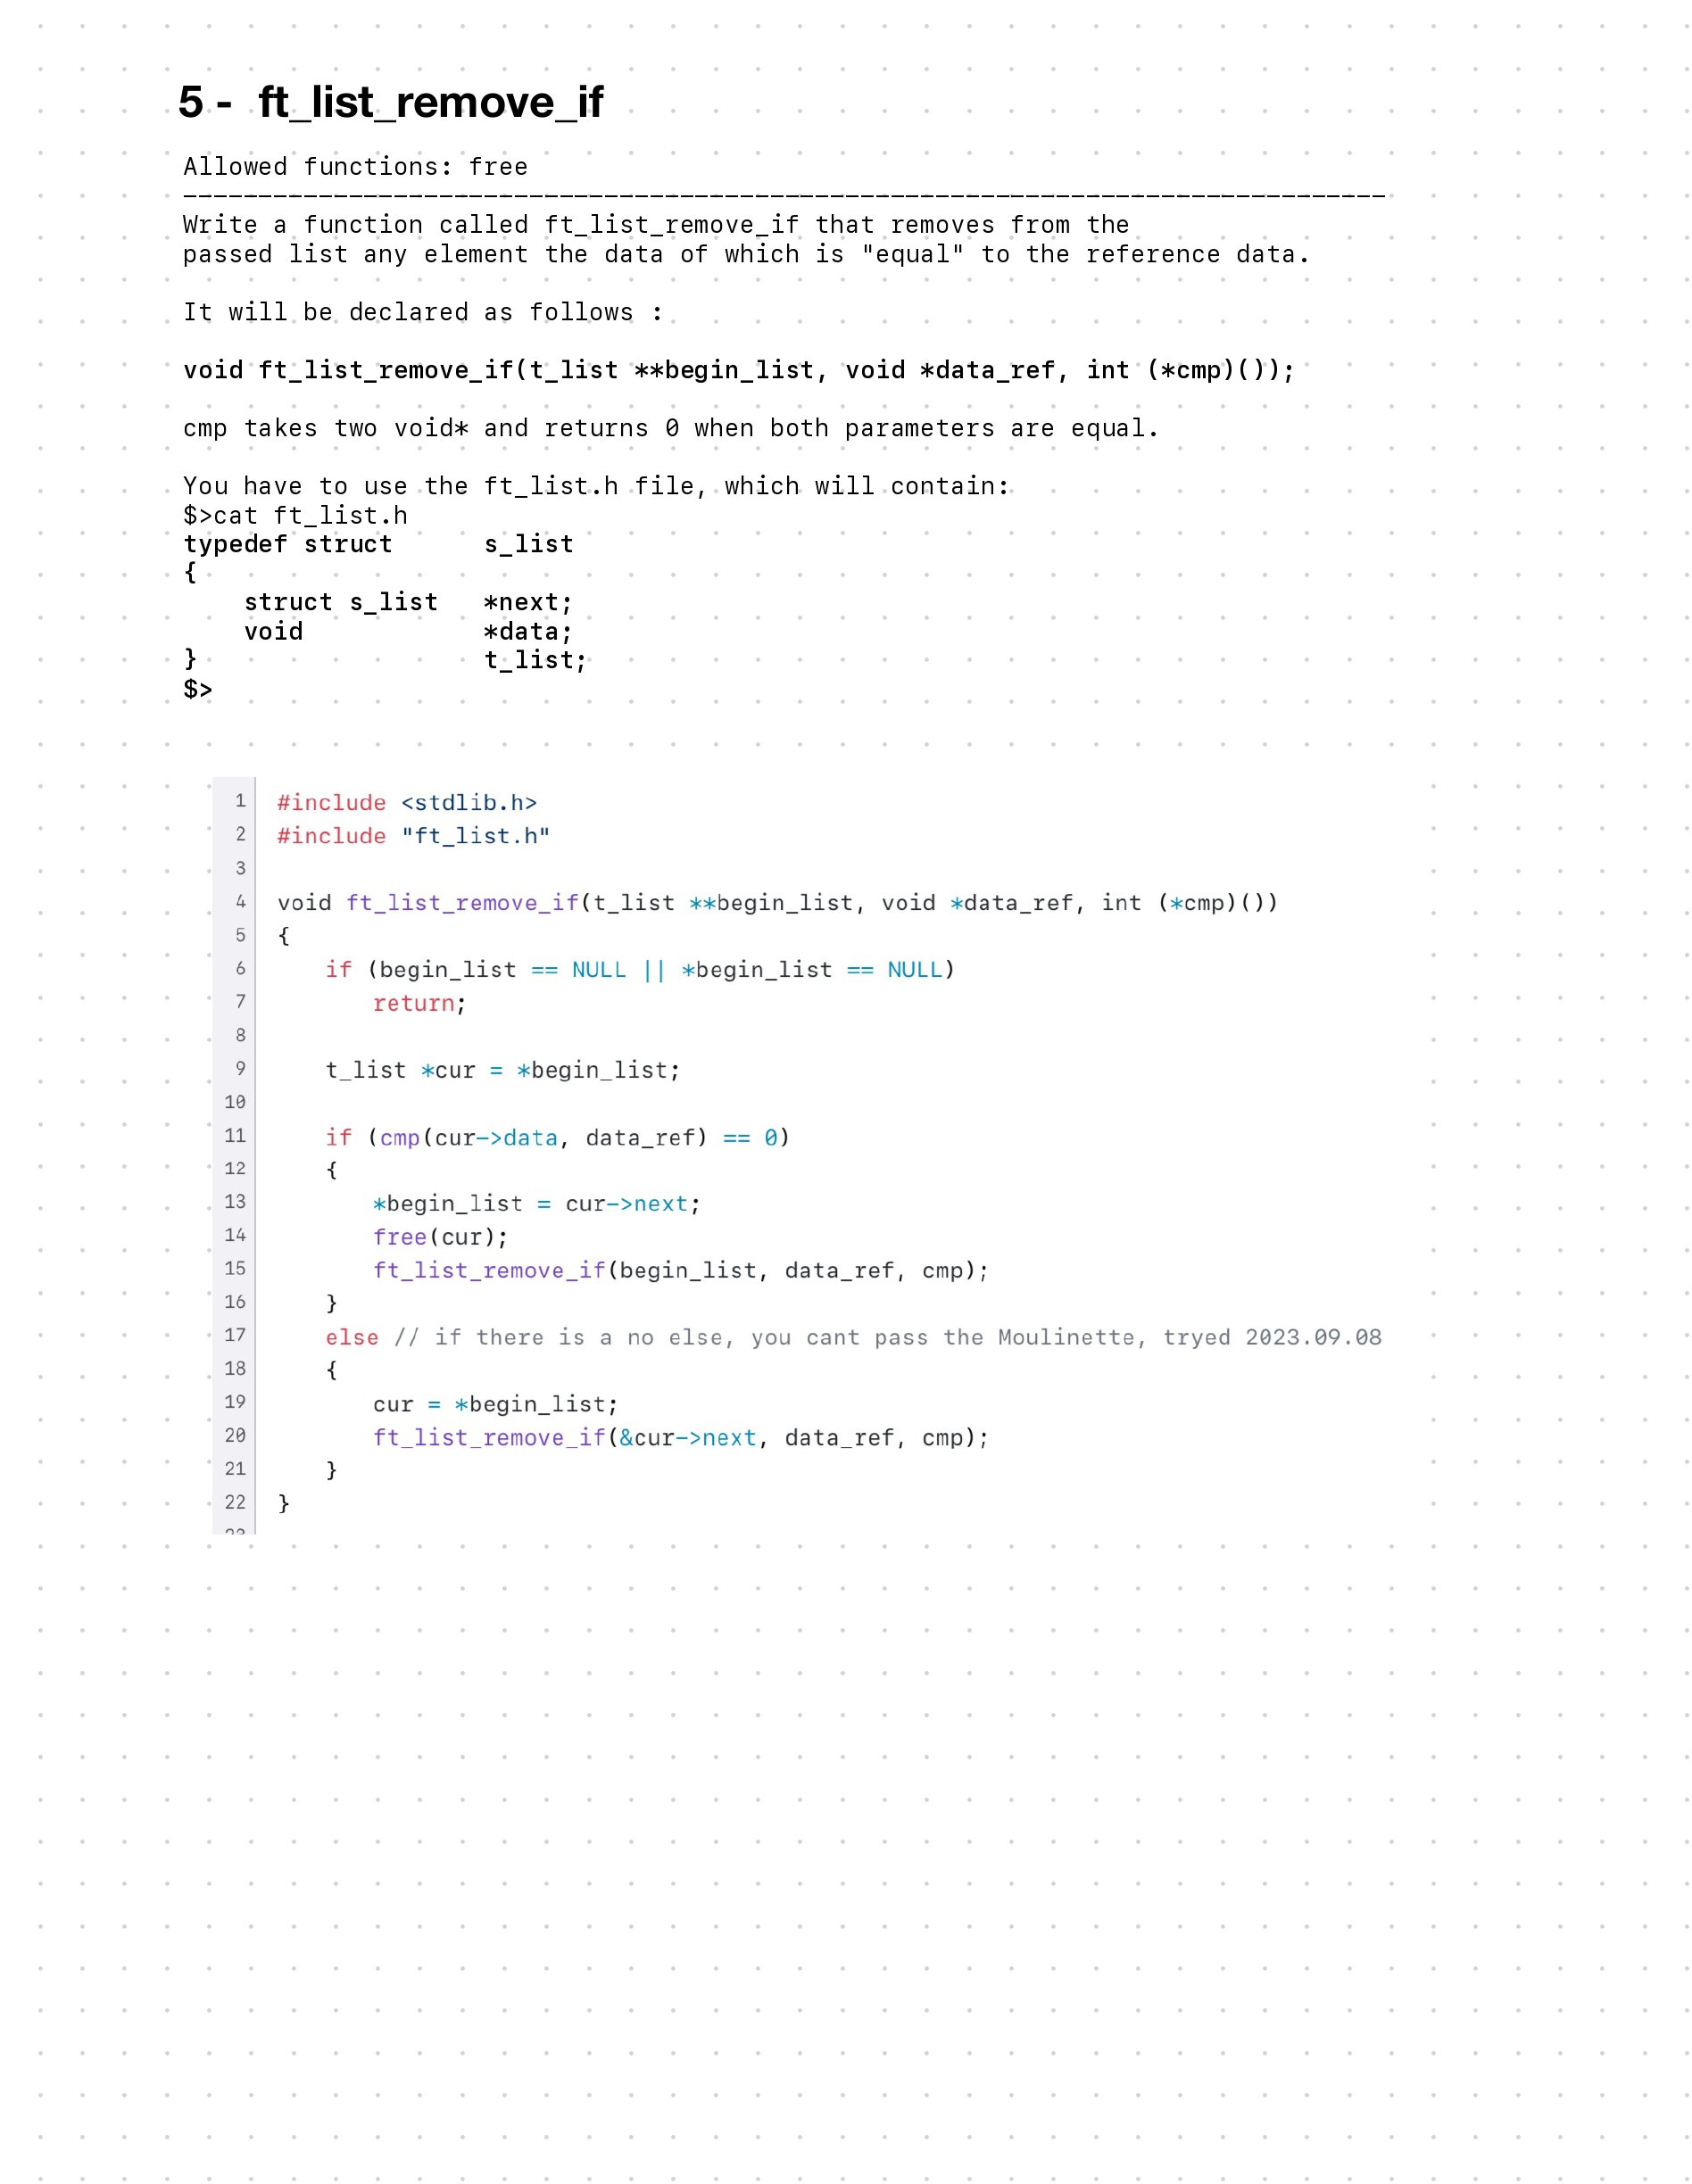 5 - ft_list_remove_if
Allowed functions: free
--------------------------------------------------------------------------------
Write a function called ft_list_remove_if that removes from the
passed list any element the data of which is "equal" to the reference data.
It will be declared as follows :
void ft_list_remove_if(t_list **begin_list, void *data_ref, int (*cmp)());
cmp takes two void* and returns 0 when both parameters are equal.
You have to use the ft_list.h file, which will contain:
$>cat ft_list.h
typedef struct      s_list
{
    struct s_list   *next;
    void            *data;
}                   t_list;
$>
1 #include <stdlib.h>
2 #include "ft_list.h"
3
4 void ft_list_remove_if(t_list **begin_list, void *data_ref, int (*cmp)())
5 {
6     if (begin_list == NULL || *begin_list == NULL)
7         return;
8
9     t_list *cur = *begin_list;
10
11     if (cmp(cur->data, data_ref) == 0)
12     {
13         *begin_list = cur->next;
14         free(cur);
15         ft_list_remove_if(begin_list, data_ref, cmp);
16     }
17     else // if there is a no else, you cant pass the Moulinette, tryed 2023.09.08
18     {
19         cur = *begin_list;
20         ft_list_remove_if(&cur->next, data_ref, cmp);
21     }
22 }